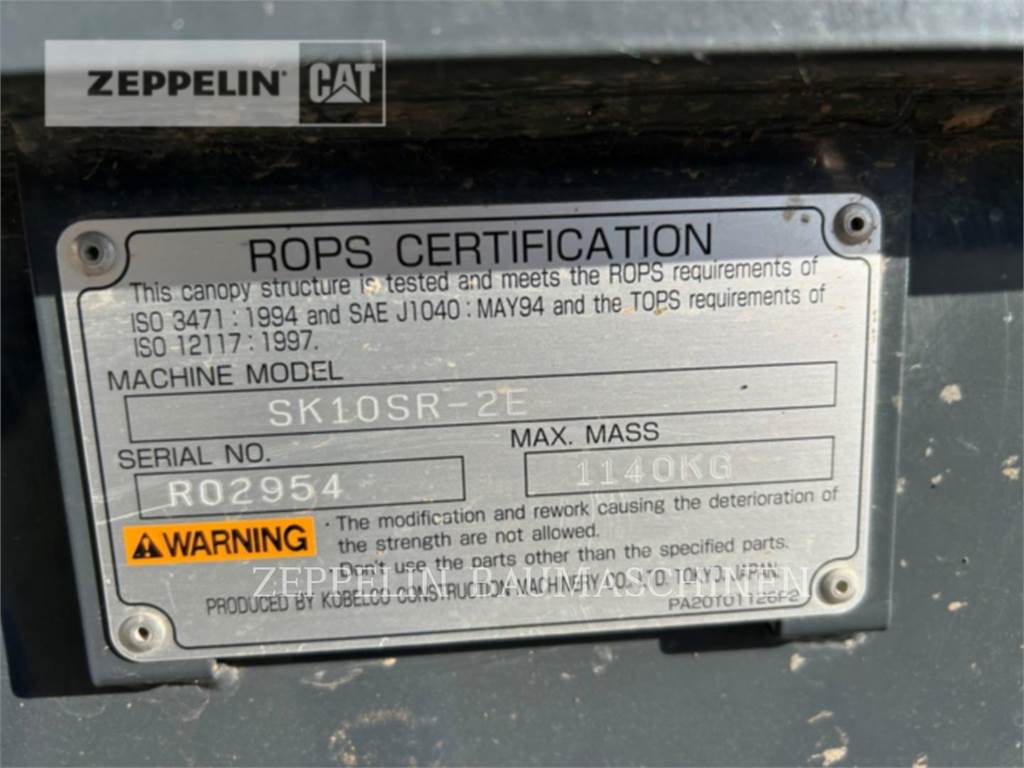 ZEPPELIN CAT
ROPS CERTIFICATION
This canopy structure is tested and meets the ROPS requirements of
ISO 3471 : 1994 and SAE J1040 : MAY94 and the TOPS requirements of
ISO 12117 : 1997.
MACHINE MODEL
SK10SR-2E
SERIAL NO.
R02954
MAX. MASS
1140KG
WARNING
· The modification and rework causing the deterioration of
the strength are not allowed.
· Don't use the parts other than the specified parts.
ZEPPELIN BAUMASCHINEN
PRODUCED BY KOBELCO CONSTRUCTION MACHINERY CO., LTD. TOKYO, JAPAN
PA20T01126P2